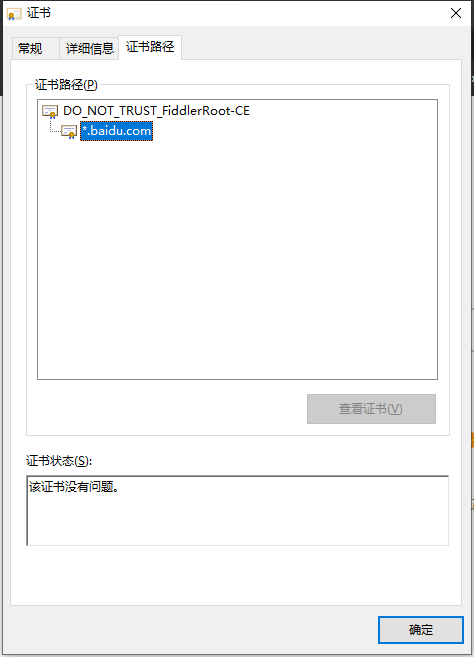 证书
常规 详细信息 证书路径
证书路径(P)
DO_NOT_TRUST_FiddlerRoot-CE
*.baidu.com
查看证书(V)
证书状态(S):
该证书没有问题。
确定